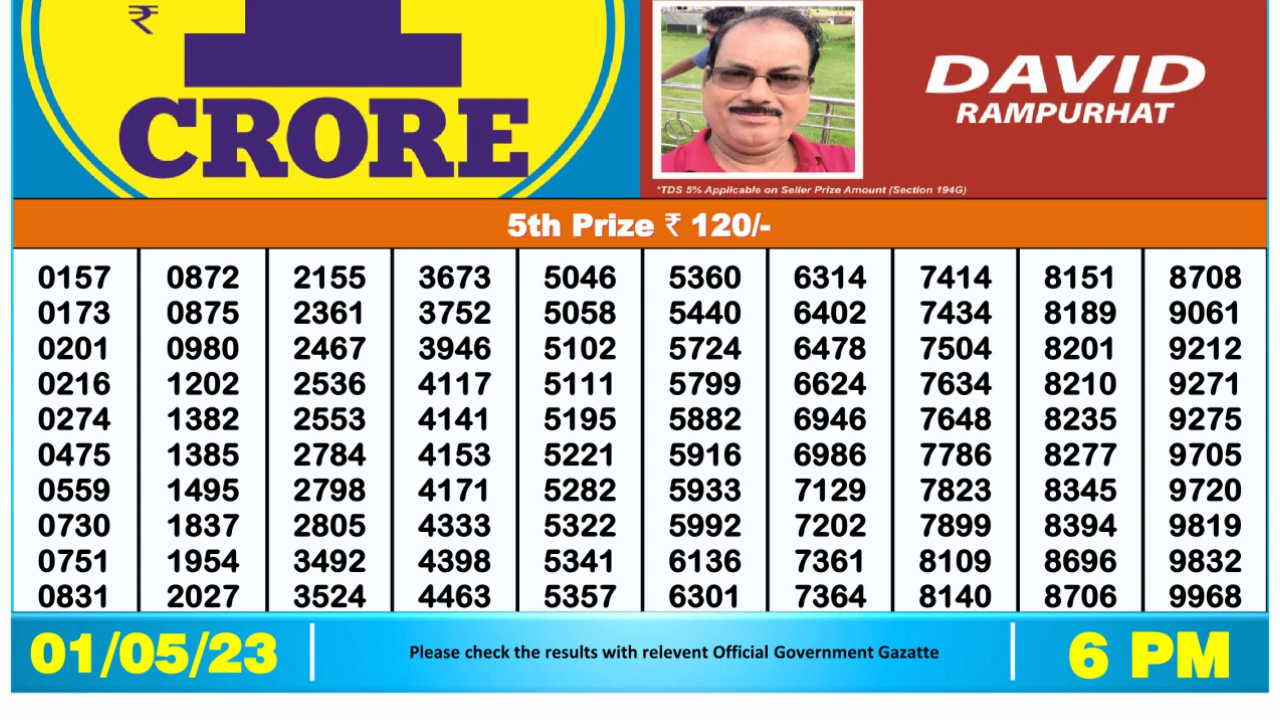 ₹
1
CRORE
DAVID
RAMPURHAT
*TDS 5% Applicable on Seller Prize Amount (Section 194G)
5th Prize ₹ 120/-
0157 0872 2155 3673 5046 5360 6314 7414 8151 8708
0173 0875 2361 3752 5058 5440 6402 7434 8189 9061
0201 0980 2467 3946 5102 5724 6478 7504 8201 9212
0216 1202 2536 4117 5111 5799 6624 7634 8210 9271
0274 1382 2553 4141 5195 5882 6946 7648 8235 9275
0475 1385 2784 4153 5221 5916 6986 7786 8277 9705
0559 1495 2798 4171 5282 5933 7129 7823 8345 9720
0730 1837 2805 4333 5322 5992 7202 7899 8394 9819
0751 1954 3492 4398 5341 6136 7361 8109 8696 9832
0831 2027 3524 4463 5357 6301 7364 8140 8706 9968
01/05/23 Please check the results with relevent Official Government Gazatte 6 PM